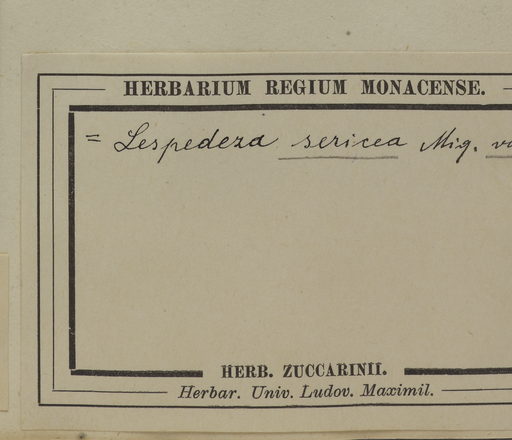 HERBARIUM REGIUM MONACENSE.
= Lespedeza sericea Miq.
HERB. ZUCCARINII.
Herbar. Univ. Ludov. Maximil.